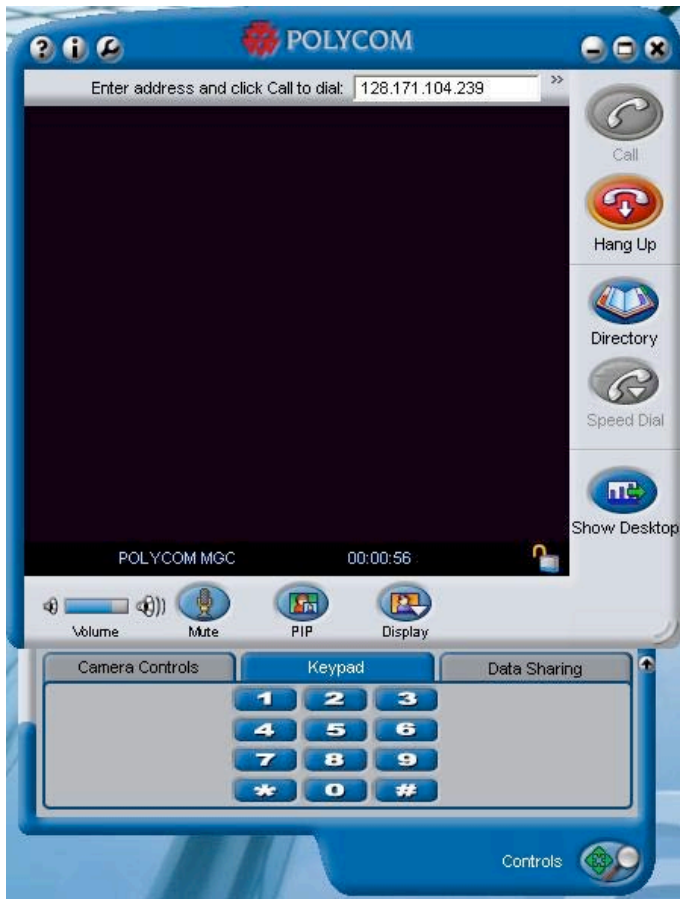 POLYCOM
Enter address and click Call to dial: 128.171.104.239 »
Call
Hang Up
Directory
Speed Dial
Show Desktop
POLYCOM MGC 00:00:56
Volume Mute PIP Display
Camera Controls Keypad Data Sharing
1 2 3
4 5 6
7 8 9
* 0 #
Controls